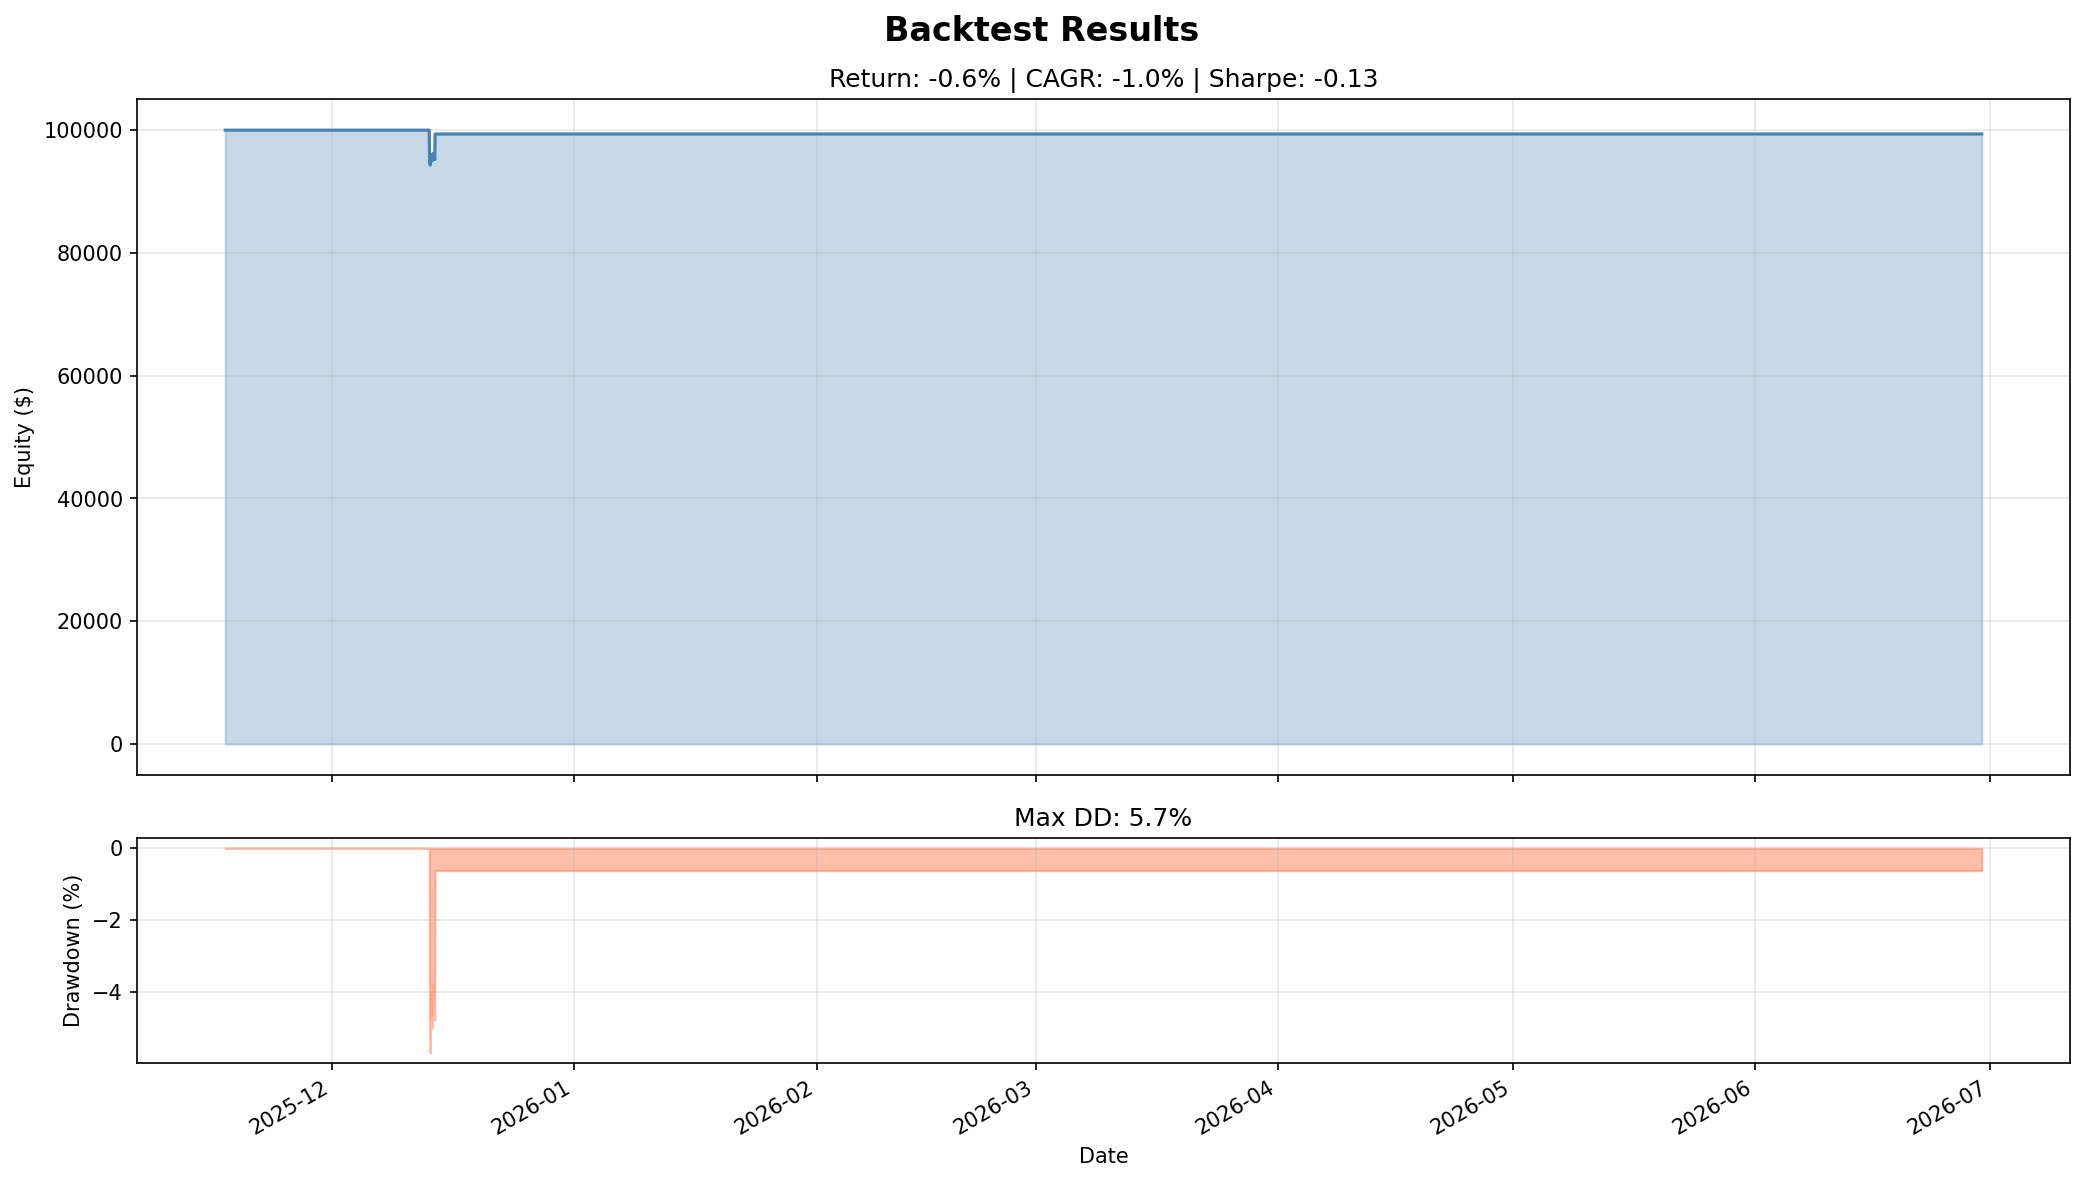 Backtest Results
Return: -0.6% | CAGR: -1.0% | Sharpe: -0.13
Equity ($)
100000
80000
60000
40000
20000
0
Max DD: 5.7%
Drawdown (%)
0
−2
−4
2025-12
2026-01
2026-02
2026-03
2026-04
2026-05
2026-06
2026-07
Date